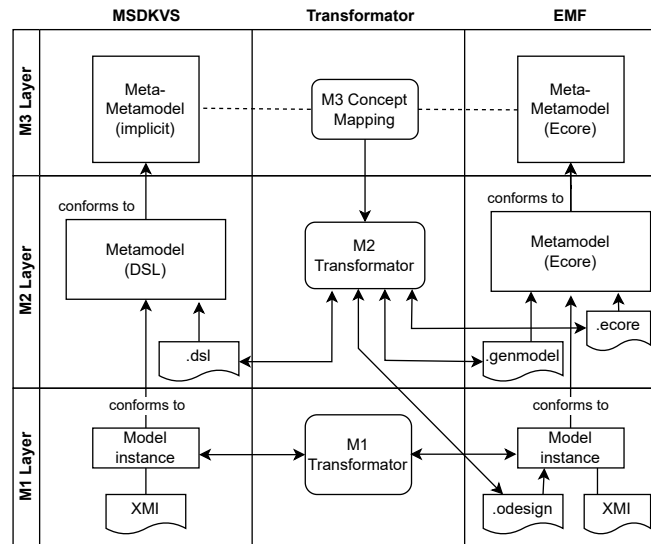 MSDKVS
Transformator
EMF
M3 Layer
Meta-
Metamodel
(implicit)
M3 Concept
Mapping
Meta-
Metamodel
(Ecore)
conforms to
conforms to
M2 Layer
Metamodel
(DSL)
M2
Transformator
Metamodel
(Ecore)
.dsl
.genmodel
.ecore
conforms to
conforms to
M1 Layer
Model
instance
M1
Transformator
Model
instance
XMI
.odesign
XMI